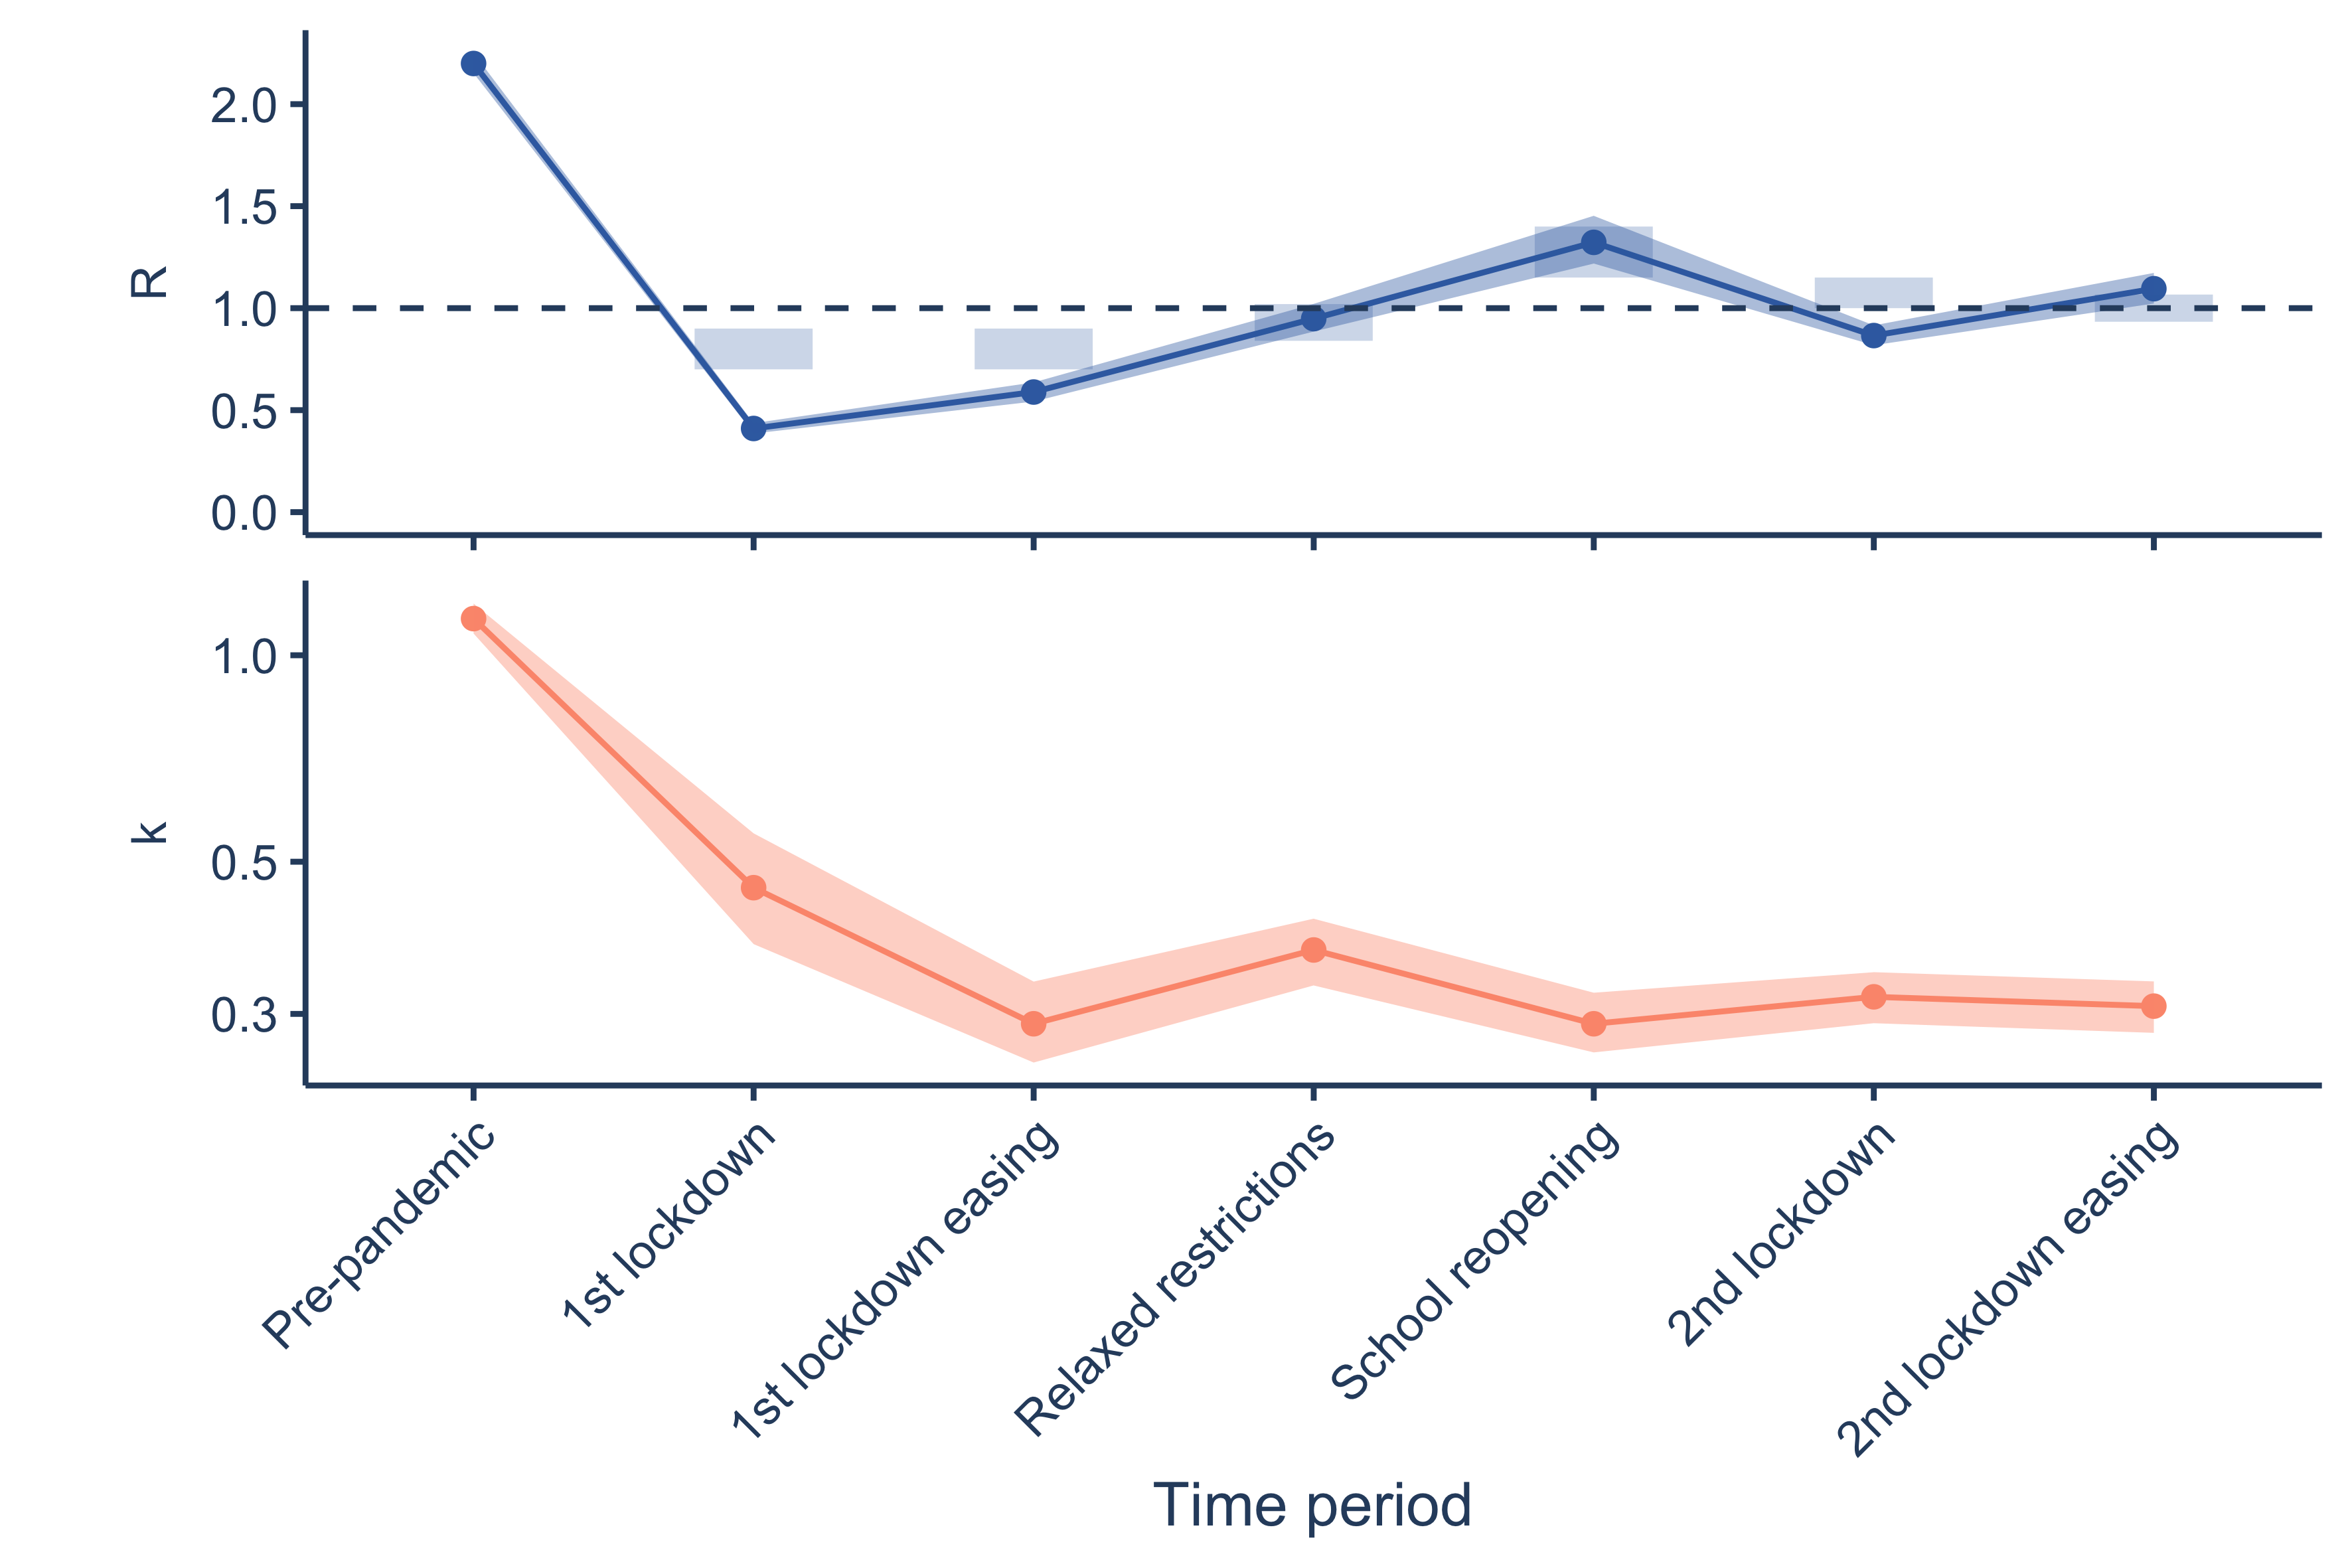 R
2.0
1.5
1.0
0.5
0.0
k
1.0
0.5
0.3
Pre-pandemic
1st lockdown
1st lockdown easing
Relaxed restrictions
School reopening
2nd lockdown
2nd lockdown easing
Time period